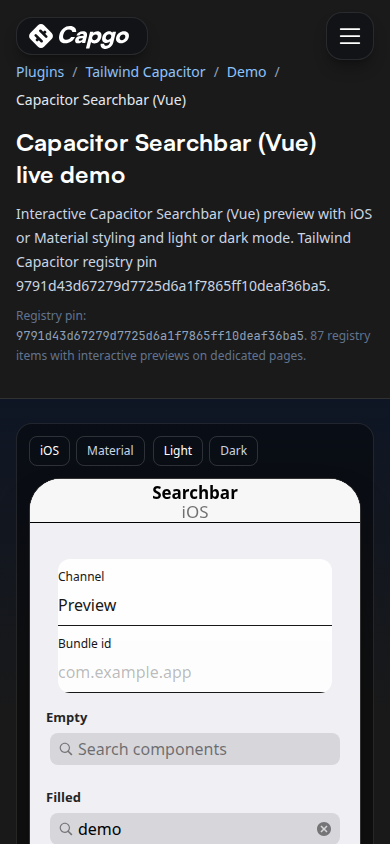 Capgo
Plugins / Tailwind Capacitor / Demo /
Capacitor Searchbar (Vue)
Capacitor Searchbar (Vue)
live demo
Interactive Capacitor Searchbar (Vue) preview with iOS
or Material styling and light or dark mode. Tailwind
Capacitor registry pin
9791d43d67279d7725d6a1f7865ff10deaf36ba5.
Registry pin:
9791d43d67279d7725d6a1f7865ff10deaf36ba5. 87 registry
items with interactive previews on dedicated pages.
iOS Material Light Dark
Searchbar
iOS
Channel
Preview
Bundle id
com.example.app
Empty
Search components
Filled
demo